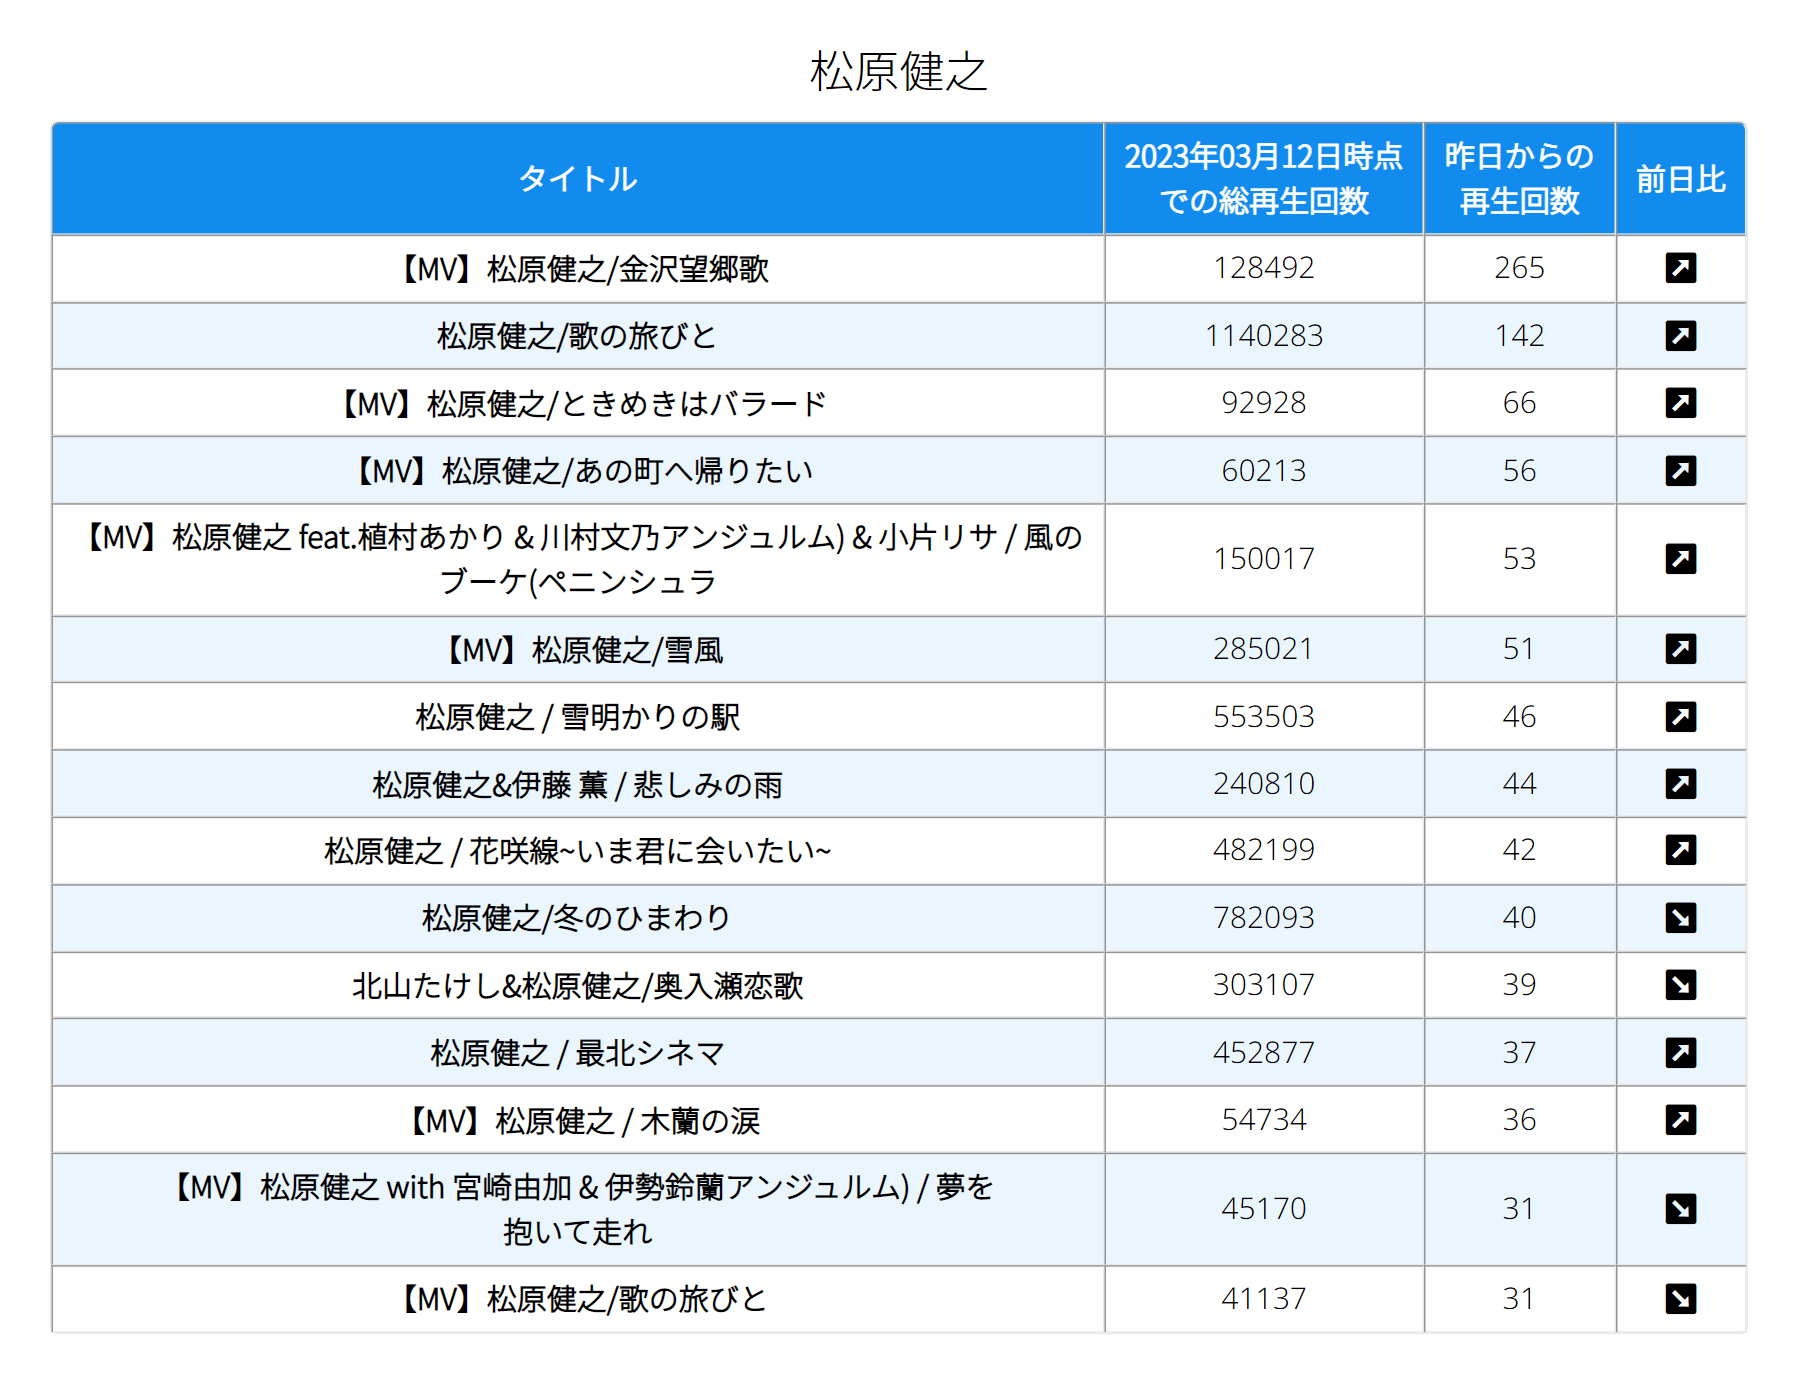 松原健之
タイトル
2023年03月12日時点
での総再生回数
昨日からの
再生回数
前日比
【MV】松原健之/金沢望郷歌 128492 265
松原健之/歌の旅びと 1140283 142
【MV】松原健之/ときめきはバラード 92928 66
【MV】松原健之/あの町へ帰りたい 60213 56
【MV】松原健之 feat.植村あかり & 川村文乃アンジュルム) & 小片リサ / 風の
ブーケ(ペニンシュラ 150017 53
【MV】松原健之/雪風 285021 51
松原健之 / 雪明かりの駅 553503 46
松原健之&伊藤 薫 / 悲しみの雨 240810 44
松原健之 / 花咲線~いま君に会いたい~ 482199 42
松原健之/冬のひまわり 782093 40
北山たけし&松原健之/奥入瀬恋歌 303107 39
松原健之 / 最北シネマ 452877 37
【MV】松原健之 / 木蘭の涙 54734 36
【MV】松原健之 with 宮崎由加 & 伊勢鈴蘭アンジュルム) / 夢を
抱いて走れ 45170 31
【MV】松原健之/歌の旅びと 41137 31